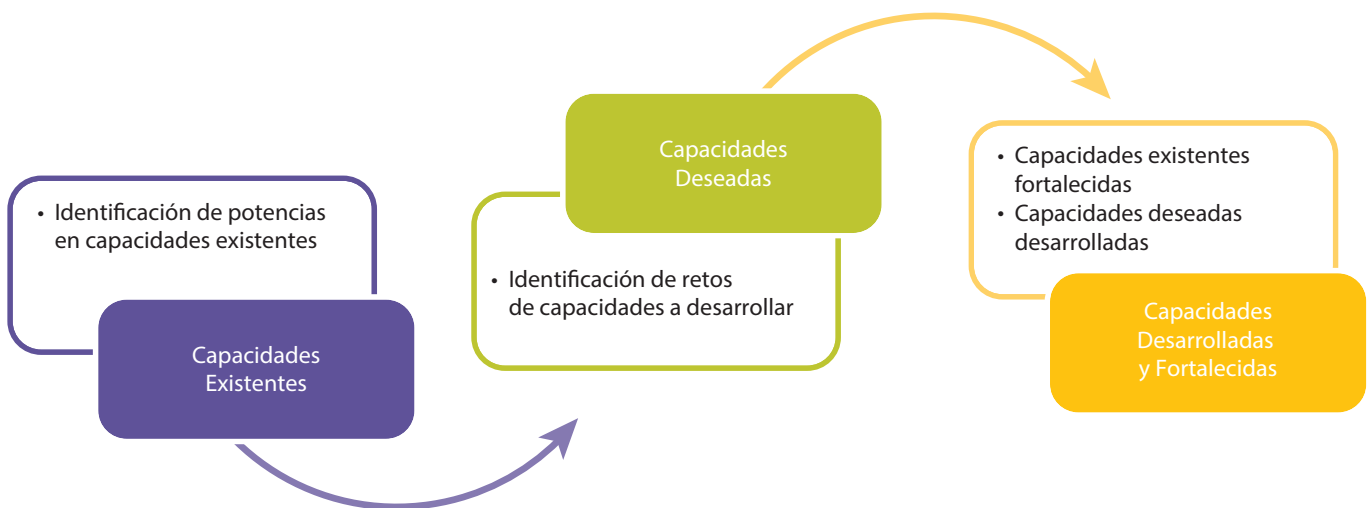 • Identificación de potencias
en capacidades existentes
Capacidades
Existentes
Capacidades
Deseadas
• Identificación de retos
de capacidades a desarrollar
• Capacidades existentes
fortalecidas
• Capacidades deseadas
desarrolladas
Capacidades
Desarrolladas
y Fortalecidas